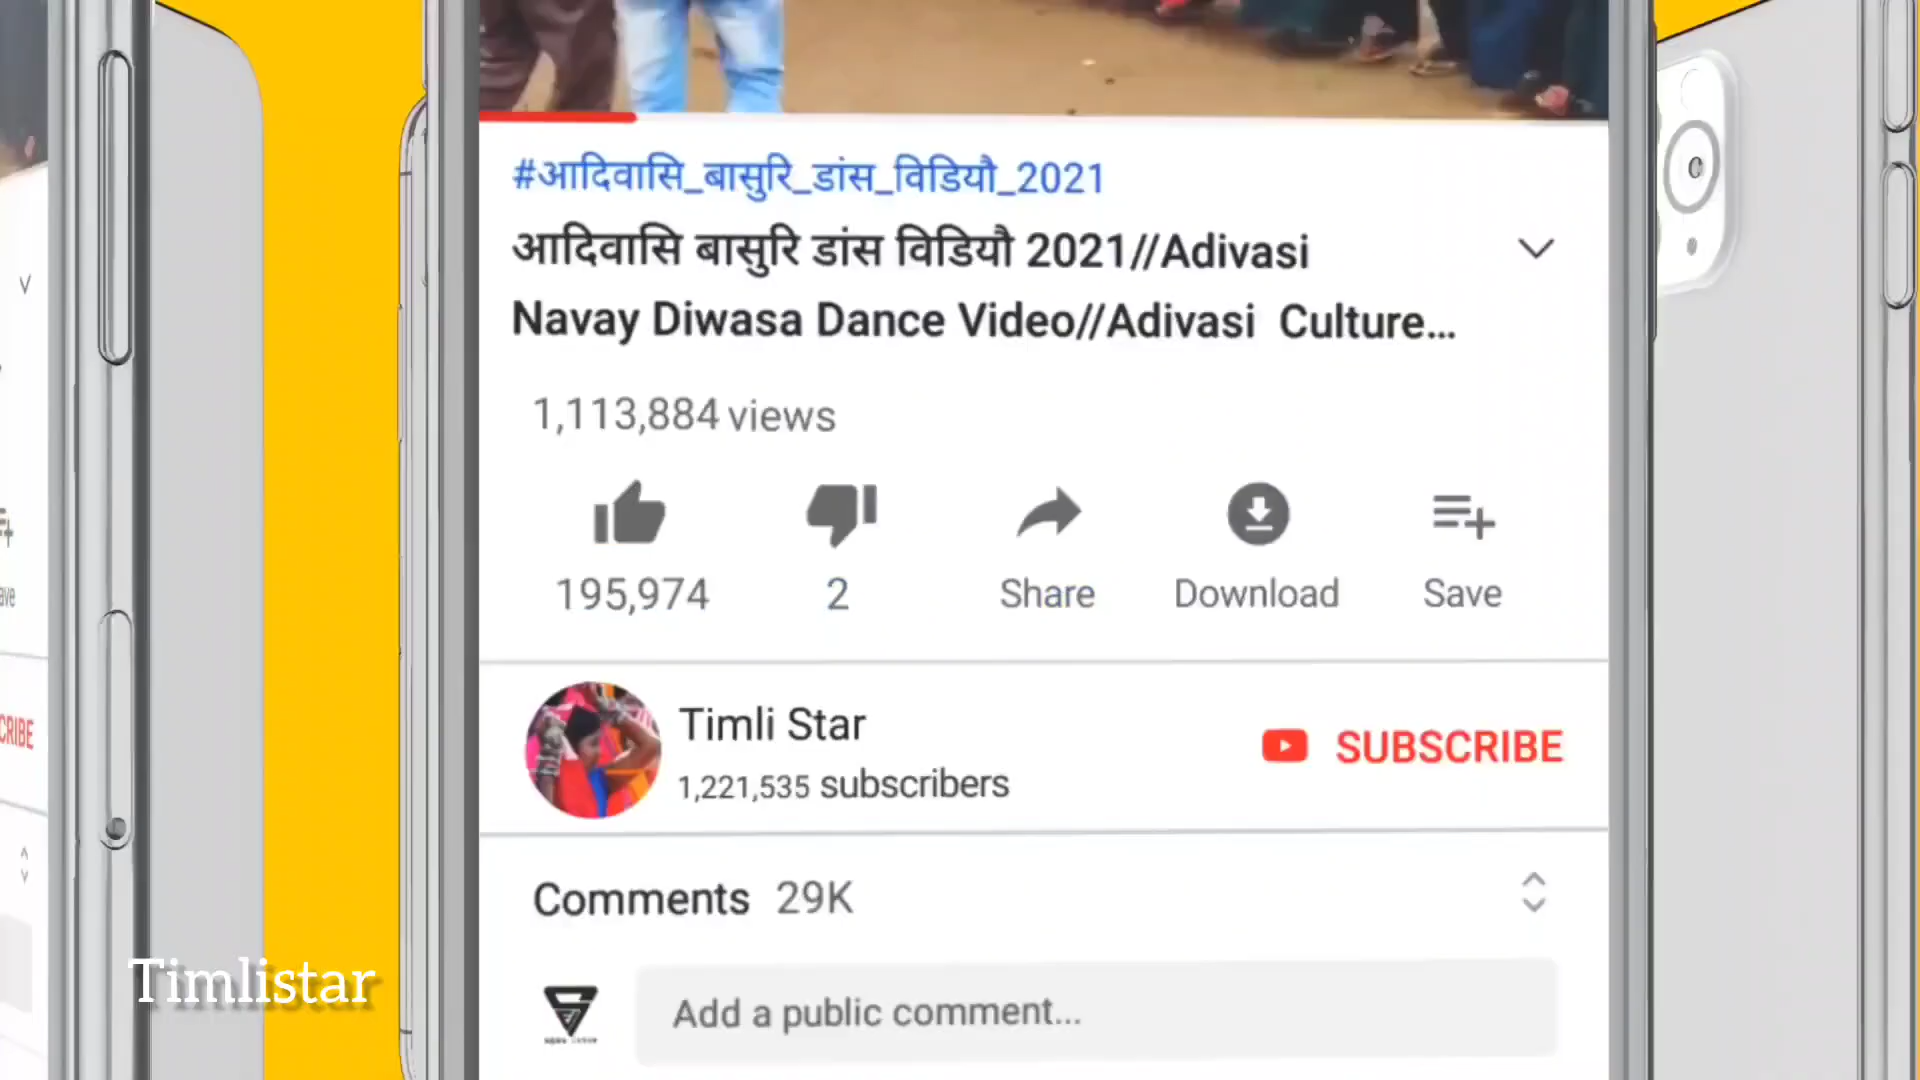 #आदिवासि_बासुरि_डांस_विडियौ_2021
आदिवासि बासुरि डांस विडियौ 2021//Adivasi
Navay Diwasa Dance Video//Adivasi Culture...
1,113,884 views
195,974
2
Share
Download
Save
Timli Star
1,221,535 subscribers
SUBSCRIBE
Comments 29K
Add a public comment...
Timlistar